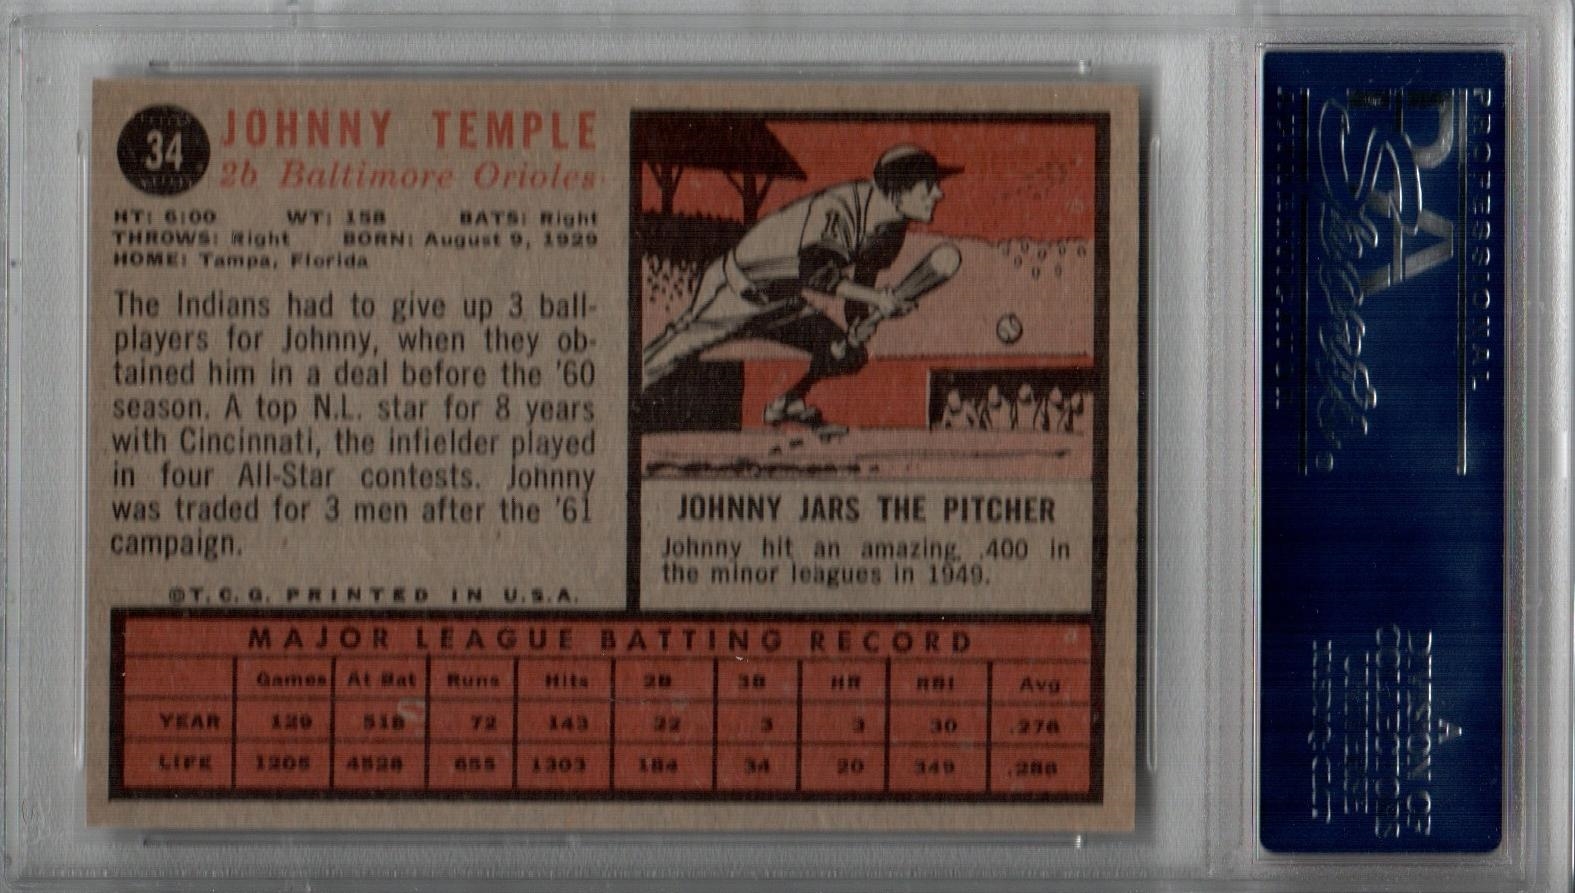 34
JOHNNY TEMPLE
2b Baltimore Orioles
HT: 6:00 WT: 158 BATS: Right
THROWS: Right BORN: August 9, 1929
HOME: Tampa, Florida
The Indians had to give up 3 ball-
players for Johnny, when they ob-
tained him in a deal before the '60
season. A top N.L. star for 8 years
with Cincinnati, the infielder played
in four All-Star contests. Johnny
was traded for 3 men after the '61
campaign.
©T.C.G. PRINTED IN U.S.A.
JOHNNY JARS THE PITCHER
Johnny hit an amazing .400 in
the minor leagues in 1949.
MAJOR LEAGUE BATTING RECORD
Games At Bat Runs Hits 2B 3B HR RBI Avg
YEAR 129 518 72 143 22 3 3 30 .276
LIFE 1205 4528 655 1303 184 34 20 349 .288
PROFESSIONAL
PSA
AUTHENTICATOR
A
DIVISION OF
COLLECTORS
UNIVERSE